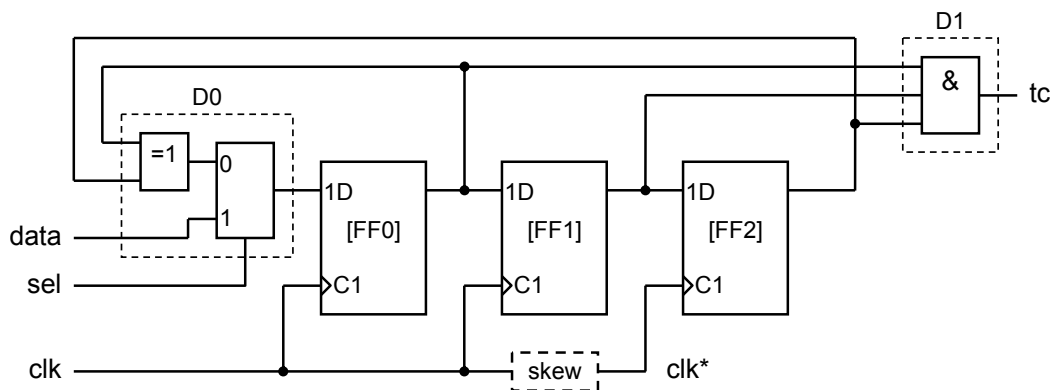 D1
&
tc
D0
=1
0
1
1D
[FF0]
C1
1D
[FF1]
C1
1D
[FF2]
C1
data
sel
clk
skew
clk*